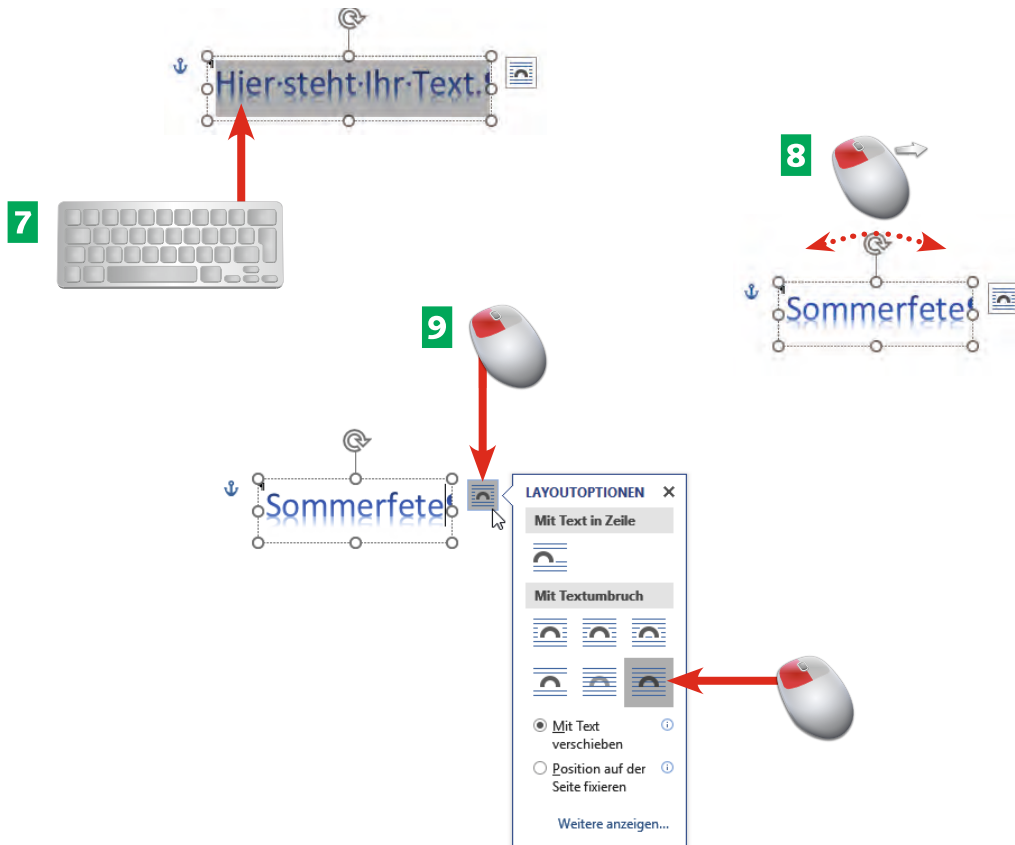 Hier·steht·Ihr·Text.
7
8
Sommerfete
9
Sommerfete
LAYOUTOPTIONEN
Mit Text in Zeile
Mit Textumbruch
Mit Text
verschieben
Position auf der
Seite fixieren
Weitere anzeigen...